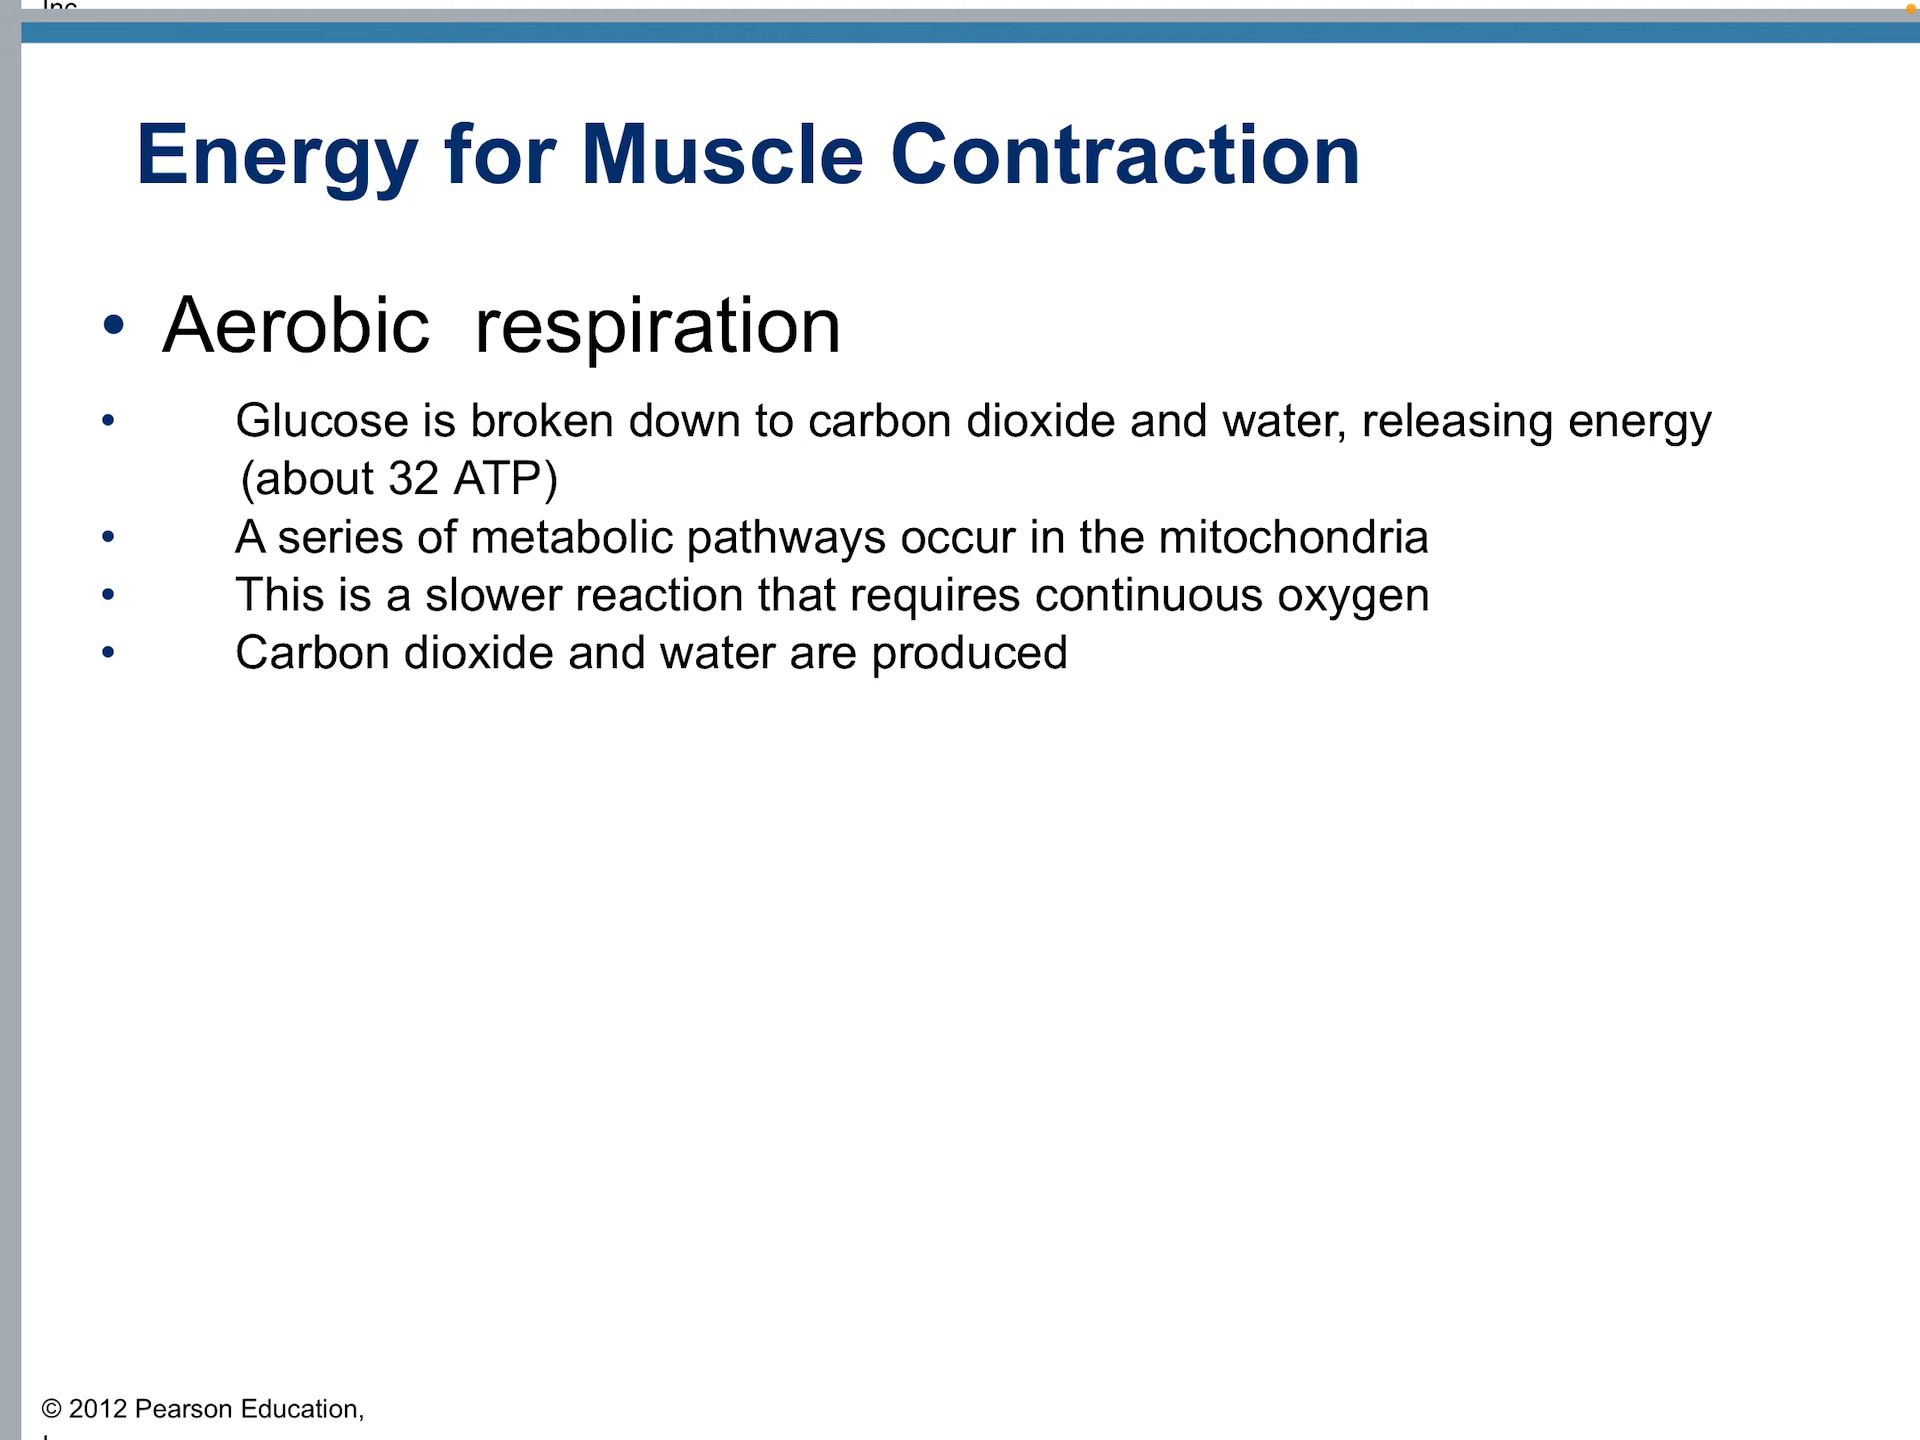 Inc.
Energy for Muscle Contraction
• Aerobic  respiration
• Glucose is broken down to carbon dioxide and water, releasing energy
(about 32 ATP)
• A series of metabolic pathways occur in the mitochondria
• This is a slower reaction that requires continuous oxygen
• Carbon dioxide and water are produced
© 2012 Pearson Education,